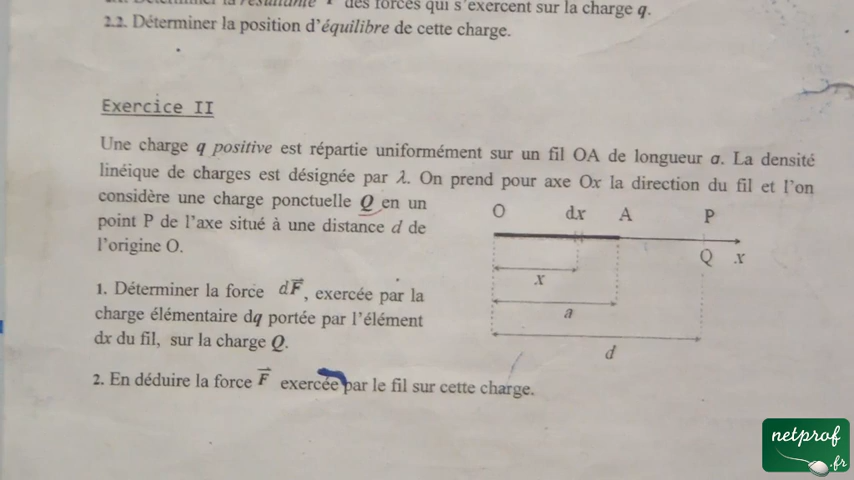 des forces qui s'exercent sur la charge q.
2.2. Déterminer la position d'équilibre de cette charge.
Exercice II
Une charge q positive est répartie uniformément sur un fil OA de longueur a. La densité
linéique de charges est désignée par λ. On prend pour axe Ox la direction du fil et l'on
considère une charge ponctuelle Q en un
point P de l'axe situé à une distance d de
l'origine O.
O dx A P
Q x
x
a
d
1. Déterminer la force dF⃗, exercée par la
charge élémentaire dq portée par l'élément
dx du fil, sur la charge Q.
2. En déduire la force F⃗ exercée par le fil sur cette charge.
netprof
.fr